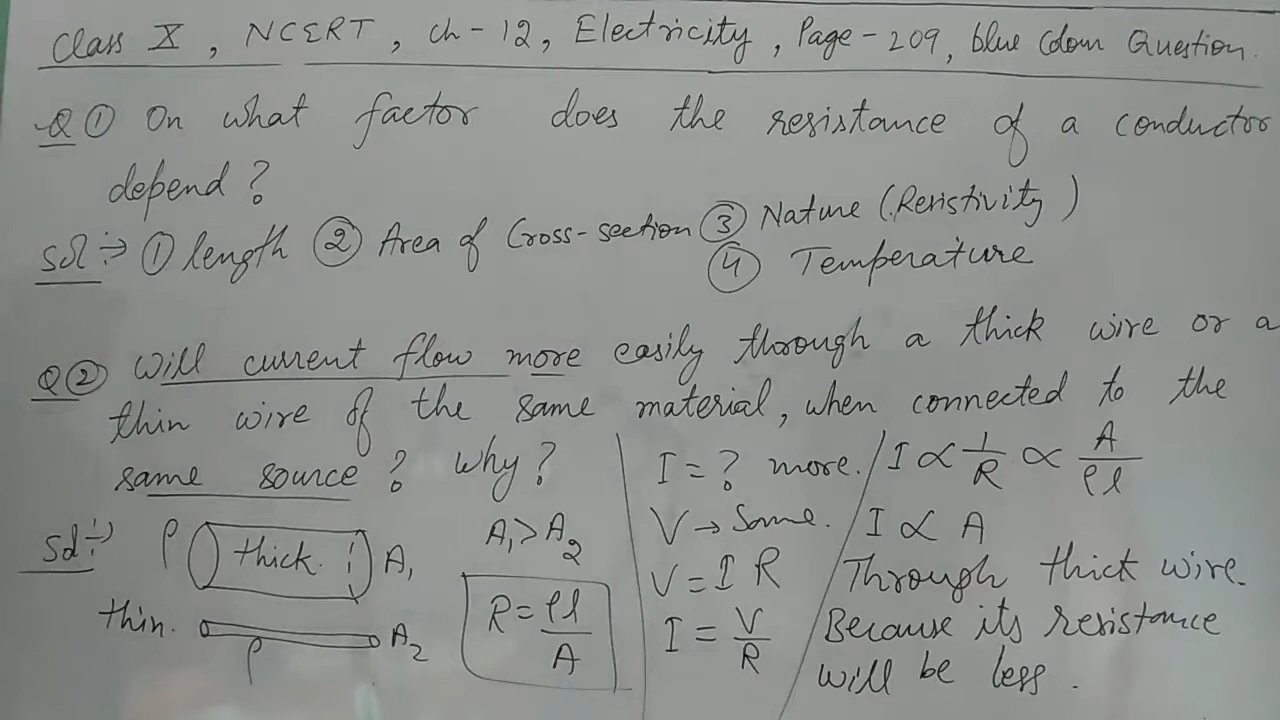 Class X, NCERT, ch-12, Electricity, Page-209, blue Colour Question.
Q① On what factor does the resistance of a conductor
depend?
Sol:→ ① length ② Area of Cross-section ③ Nature (Resistivity)
④ Temperature
Q② Will current flow more easily through a thick wire or a
thin wire of the same material, when connected to the
same source? Why?
Sol:→ ρ thick A₁
thin. ρ A₂
A₁>A₂
R=ρl/A
I=? more.
V→Same.
V=IR
I=V/R
I∝1/R∝A/ρl
I∝A
Through thick wire.
Because its resistance
will be less.